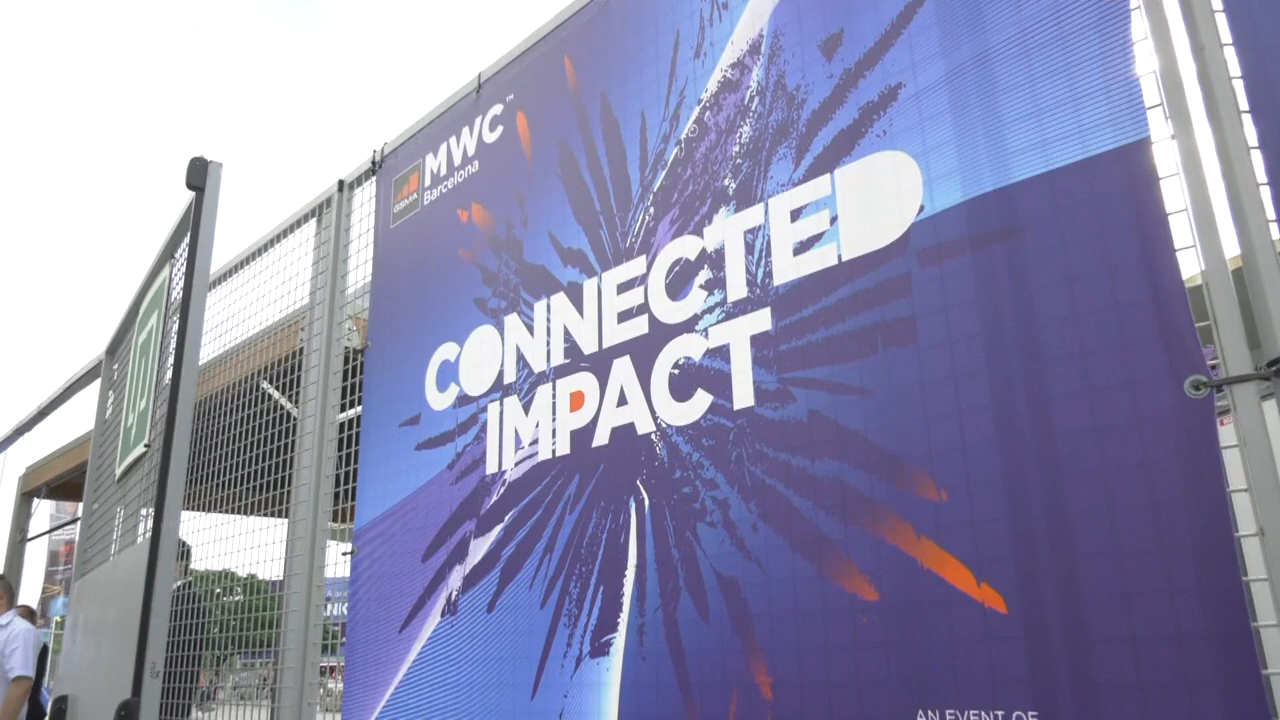 MWC™
Barcelona
GSMA
CONNECTED
IMPACT
AN EVENT OF